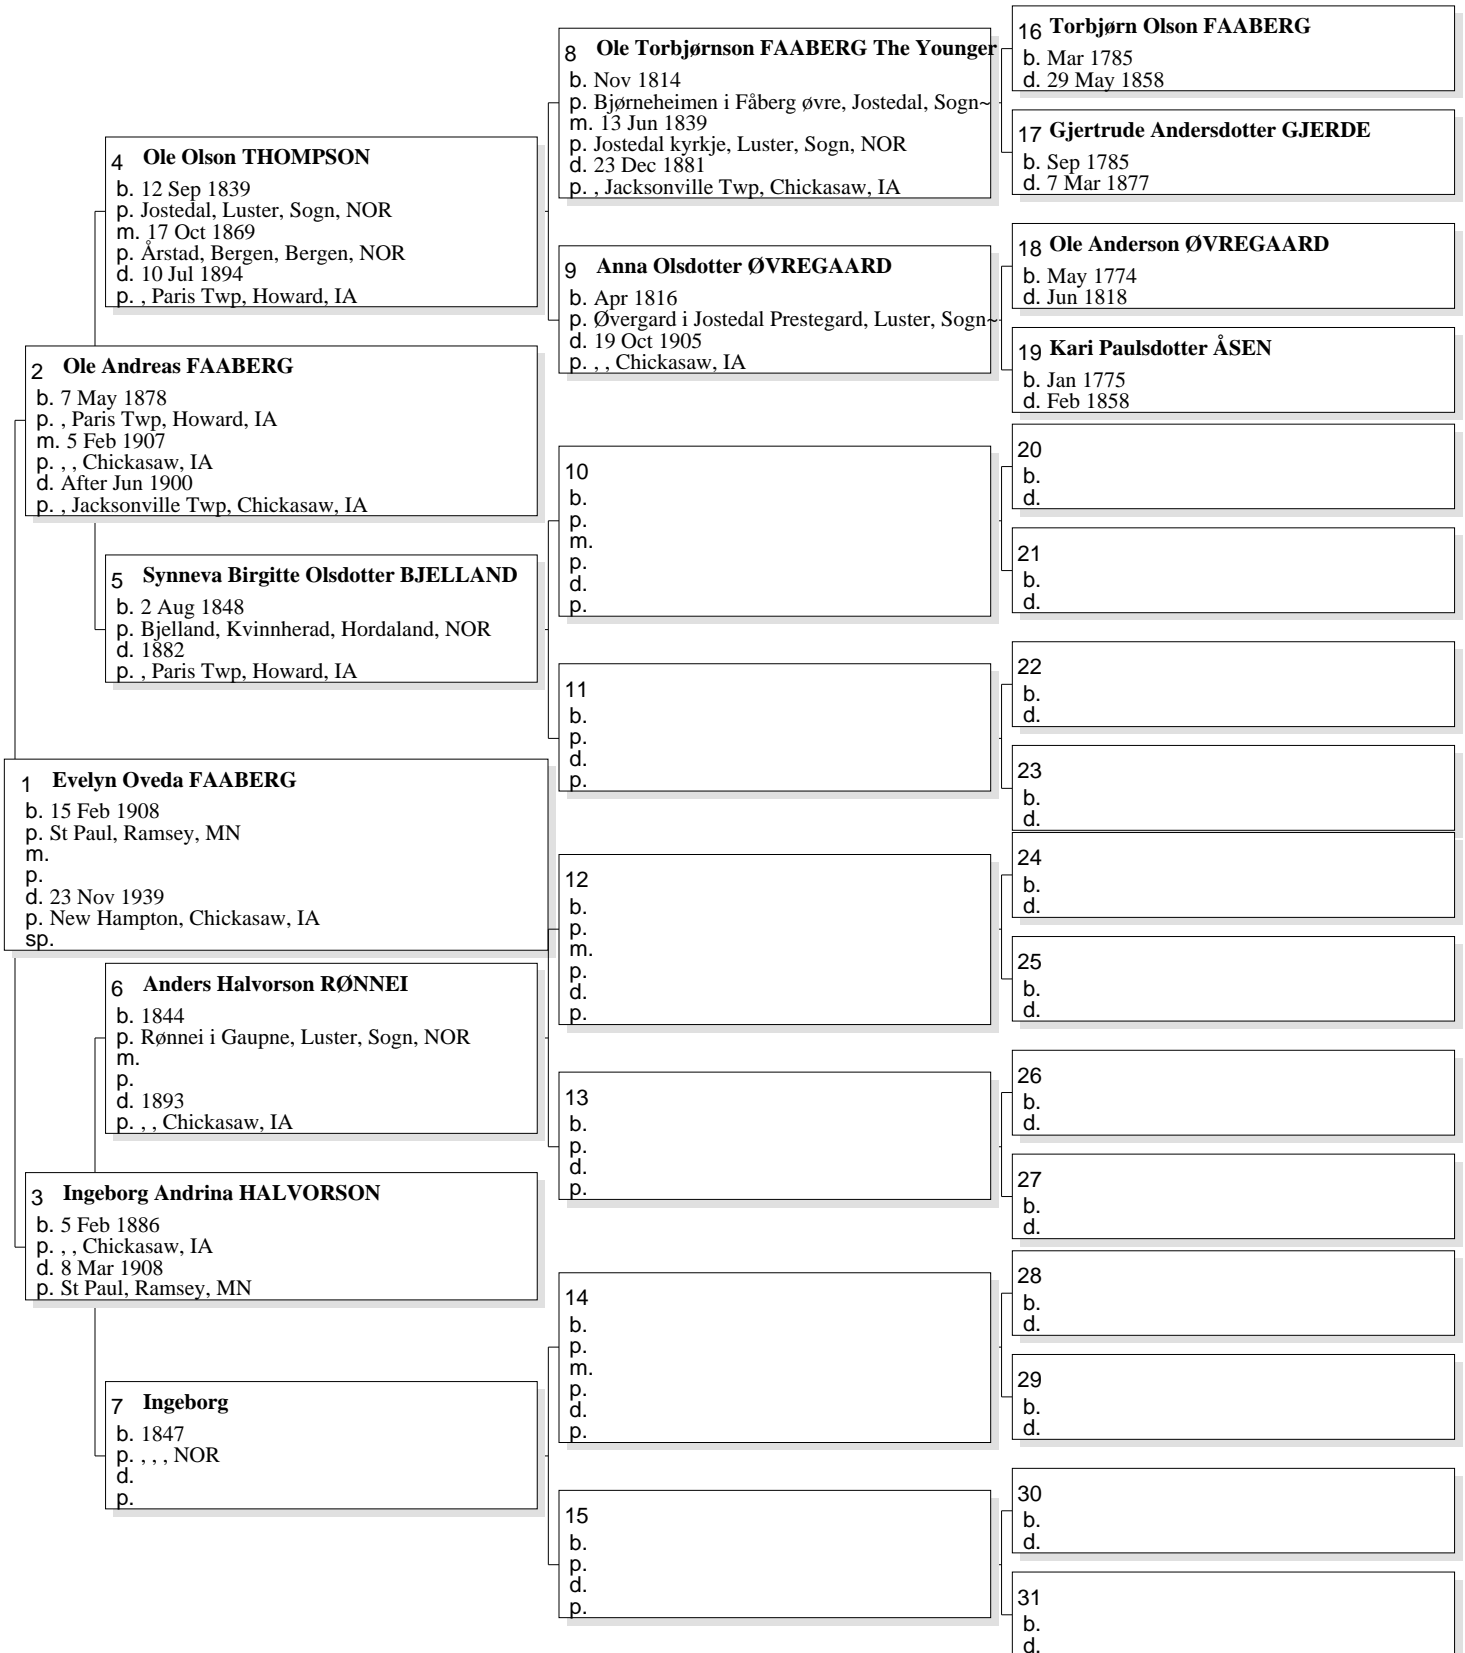 1 Evelyn Oveda FAABERG
b. 15 Feb 1908
p. St Paul, Ramsey, MN
m.
p.
d. 23 Nov 1939
p. New Hampton, Chickasaw, IA
sp.
2 Ole Andreas FAABERG
b. 7 May 1878
p. , Paris Twp, Howard, IA
m. 5 Feb 1907
p. , , Chickasaw, IA
d. After Jun 1900
p. , Jacksonville Twp, Chickasaw, IA
3 Ingeborg Andrina HALVORSON
b. 5 Feb 1886
p. , , Chickasaw, IA
d. 8 Mar 1908
p. St Paul, Ramsey, MN
4 Ole Olson THOMPSON
b. 12 Sep 1839
p. Jostedal, Luster, Sogn, NOR
m. 17 Oct 1869
p. Årstad, Bergen, Bergen, NOR
d. 10 Jul 1894
p. , Paris Twp, Howard, IA
5 Synneva Birgitte Olsdotter BJELLAND
b. 2 Aug 1848
p. Bjelland, Kvinnherad, Hordaland, NOR
d. 1882
p. , Paris Twp, Howard, IA
6 Anders Halvorson RØNNEI
b. 1844
p. Rønnei i Gaupne, Luster, Sogn, NOR
m.
p.
d. 1893
p. , , Chickasaw, IA
7 Ingeborg
b. 1847
p. , , , NOR
d.
p.
8 Ole Torbjørnson FAABERG The Younger
b. Nov 1814
p. Bjørneheimen i Fåberg øvre, Jostedal, Sogn~
m. 13 Jun 1839
p. Jostedal kyrkje, Luster, Sogn, NOR
d. 23 Dec 1881
p. , Jacksonville Twp, Chickasaw, IA
9 Anna Olsdotter ØVREGAARD
b. Apr 1816
p. Øvergard i Jostedal Prestegard, Luster, Sogn~
d. 19 Oct 1905
p. , , Chickasaw, IA
10
b.
p.
m.
p.
d.
p.
11
b.
p.
d.
p.
12
b.
p.
m.
p.
d.
p.
13
b.
p.
d.
p.
14
b.
p.
m.
p.
d.
p.
15
b.
p.
d.
p.
16 Torbjørn Olson FAABERG
b. Mar 1785
d. 29 May 1858
17 Gjertrude Andersdotter GJERDE
b. Sep 1785
d. 7 Mar 1877
18 Ole Anderson ØVREGAARD
b. May 1774
d. Jun 1818
19 Kari Paulsdotter ÅSEN
b. Jan 1775
d. Feb 1858
20
b.
d.
21
b.
d.
22
b.
d.
23
b.
d.
24
b.
d.
25
b.
d.
26
b.
d.
27
b.
d.
28
b.
d.
29
b.
d.
30
b.
d.
31
b.
d.